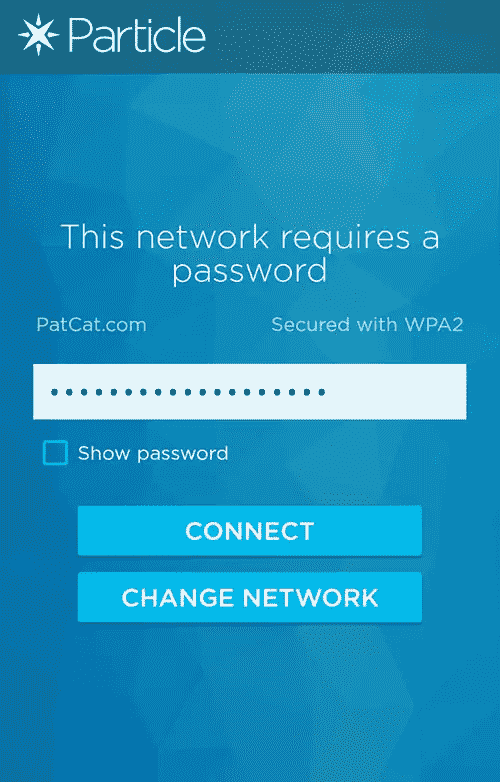 Particle
This network requires a
password
PatCat.com Secured with WPA2
•••••••••••••••••••
Show password
CONNECT
CHANGE NETWORK